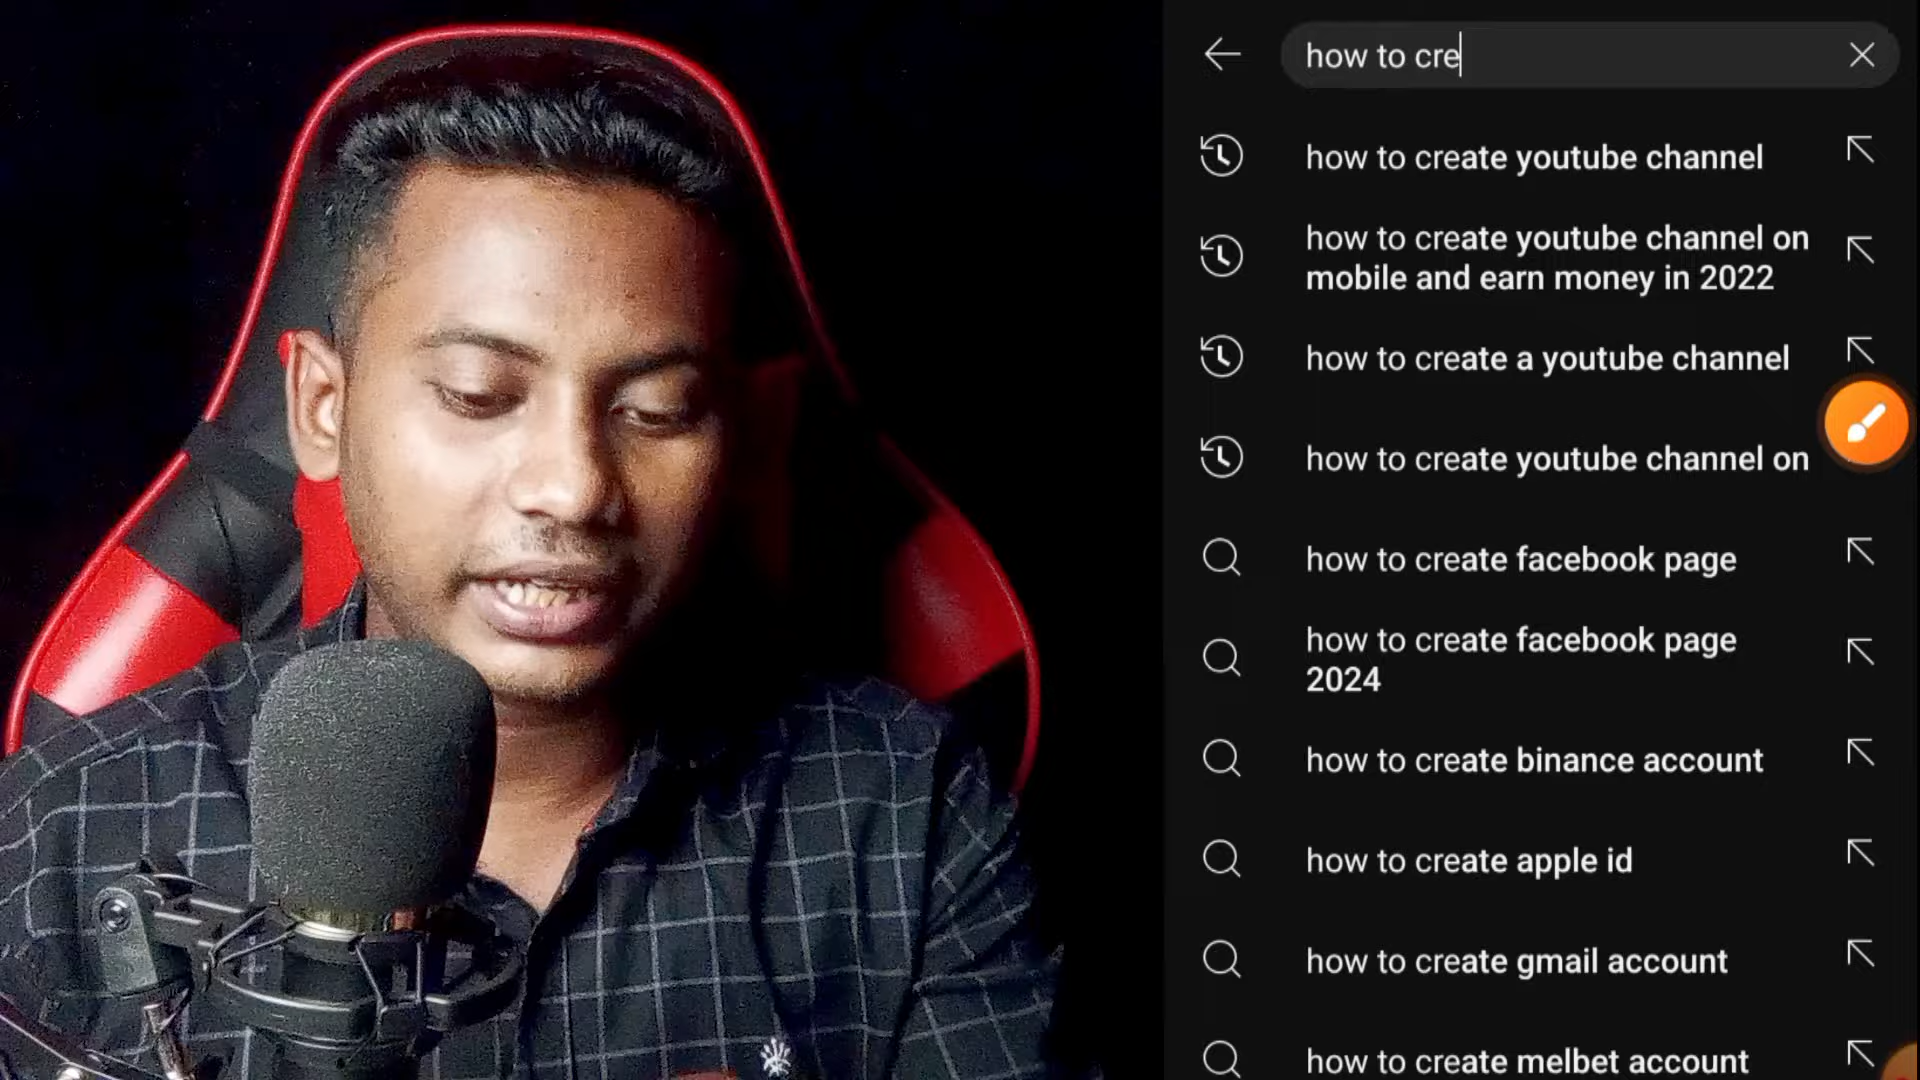 how to cre
how to create youtube channel
how to create youtube channel on
mobile and earn money in 2022
how to create a youtube channel
how to create youtube channel on
how to create facebook page
how to create facebook page
2024
how to create binance account
how to create apple id
how to create gmail account
how to create melbet account